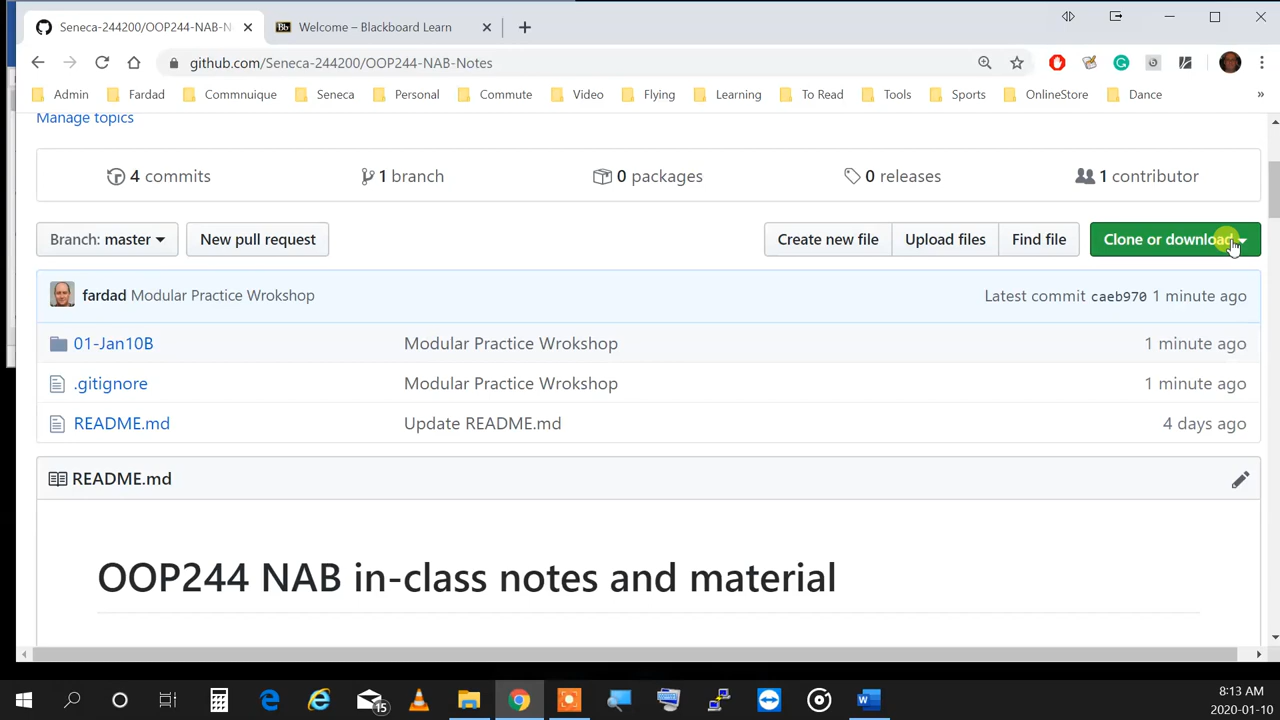 Seneca-244200/OOP244-NAB-N
Welcome – Blackboard Learn
github.com/Seneca-244200/OOP244-NAB-Notes
Admin
Fardad
Commnuique
Seneca
Personal
Commute
Video
Flying
Learning
To Read
Tools
Sports
OnlineStore
Dance
»
Manage topics
4 commits
1 branch
0 packages
0 releases
1 contributor
Branch: master
New pull request
Create new file
Upload files
Find file
Clone or download
fardad Modular Practice Wrokshop
Latest commit caeb970 1 minute ago
01-Jan10B
Modular Practice Wrokshop
1 minute ago
.gitignore
Modular Practice Wrokshop
1 minute ago
README.md
Update README.md
4 days ago
README.md
OOP244 NAB in-class notes and material
15
8:13 AM
2020-01-10